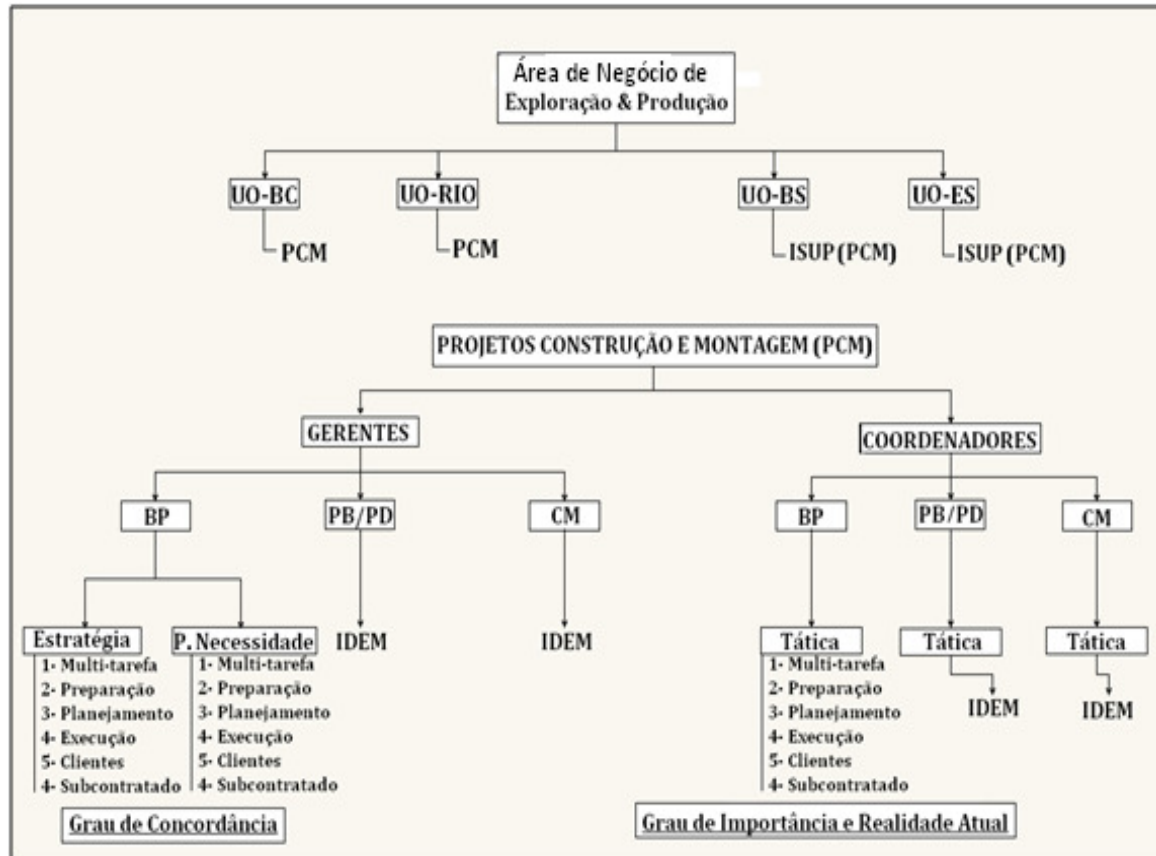 Área de Negócio de
Exploração & Produção
UO-BC
UO-RIO
UO-BS
UO-ES
PCM
PCM
ISUP (PCM)
ISUP (PCM)
PROJETOS CONSTRUÇÃO E MONTAGEM (PCM)
GERENTES
COORDENADORES
BP
PB/PD
CM
BP
PB/PD
CM
Estratégia
1- Multi-tarefa
2- Preparação
3- Planejamento
4- Execução
5- Clientes
4- Subcontratado
P. Necessidade
1- Multi-tarefa
2- Preparação
3- Planejamento
4- Execução
5- Clientes
4- Subcontratado
IDEM
IDEM
Tática
1- Multi-tarefa
2- Preparação
3- Planejamento
4- Execução
5- Clientes
4- Subcontratado
Tática
IDEM
Tática
IDEM
Grau de Concordância
Grau de Importância e Realidade Atual